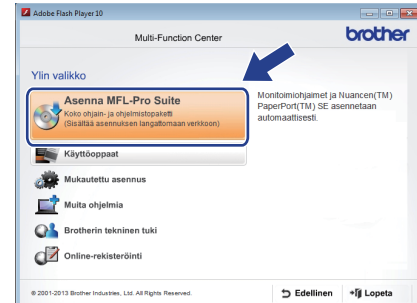 Adobe Flash Player 10
Multi-Function Center
brother
Ylin valikko
Asenna MFL-Pro Suite
Koko ohjain- ja ohjelmistopaketti
(Sisältää asennuksen langattomaan verkkoon)
Monitoimiohjaimet ja Nuancen(TM)
PaperPort(TM) SE asennetaan
automaattisesti.
Käyttöoppaat
Mukautettu asennus
Muita ohjelmia
Brotherin tekninen tuki
Online-rekisteröinti
© 2001-2013 Brother Industries, Ltd. All Rights Reserved.
Edellinen
Lopeta